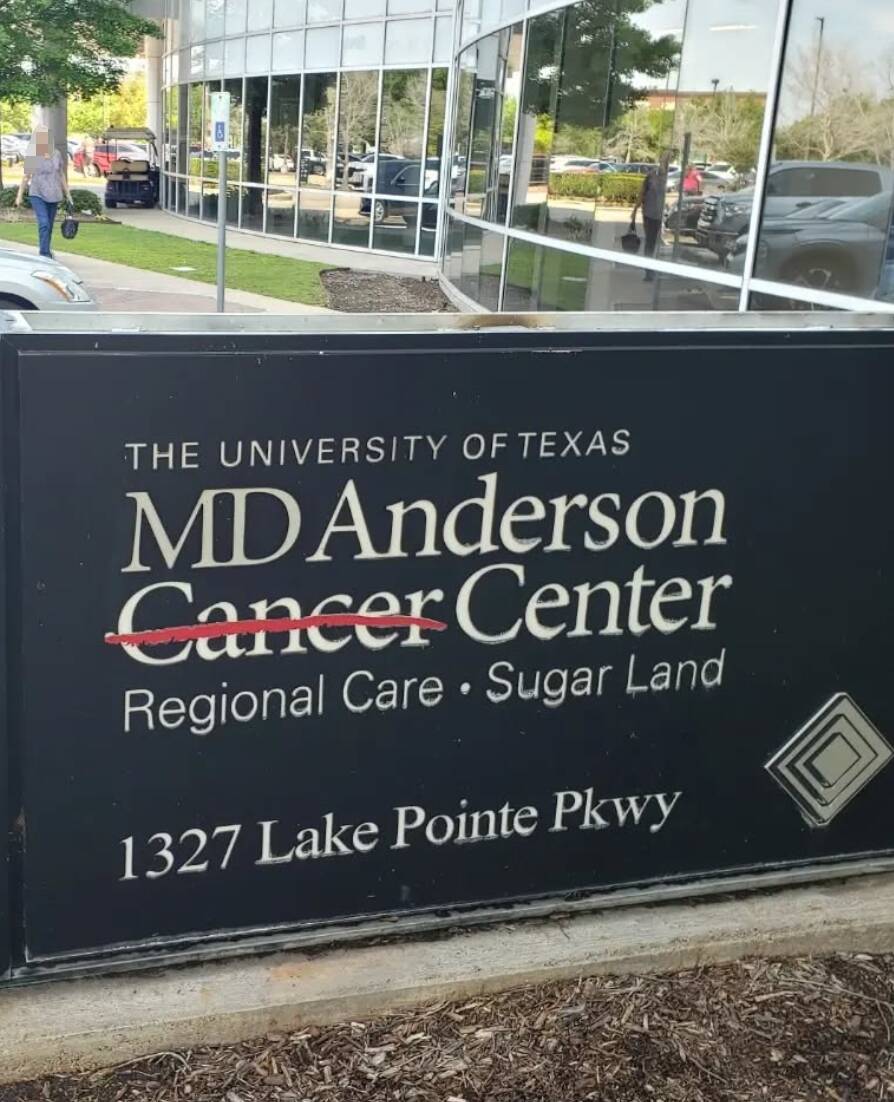 THE UNIVERSITY OF TEXAS
MD Anderson
Cancer Center
Regional Care • Sugar Land
1327 Lake Pointe Pkwy